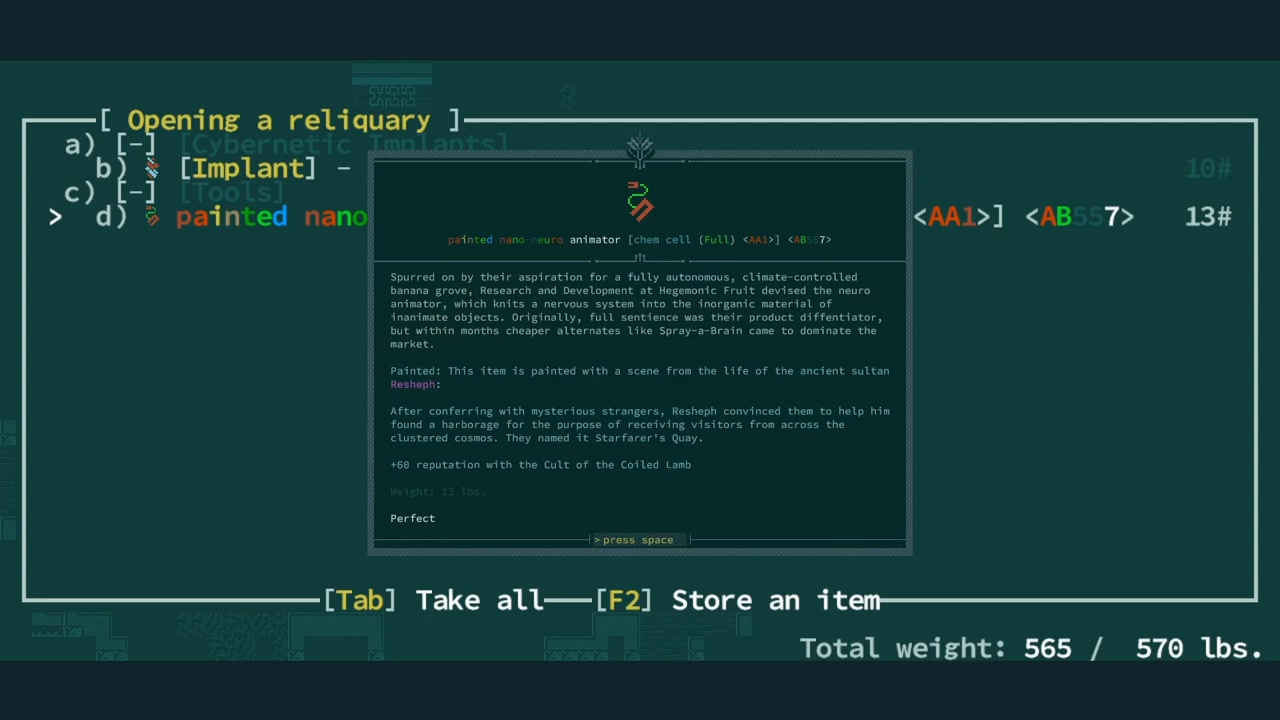 [ Opening a reliquary ]
a) [-] [Cybernetic Implants]
b) [Implant] - 10#
c) [-] [Tools]
> d) painted nano <AA1>] <AB557> 13#
painted nano-neuro animator [chem cell (Full) <AA1>] <AB557>
Spurred on by their aspiration for a fully autonomous, climate-controlled
banana grove, Research and Development at Hegemonic Fruit devised the neuro
animator, which knits a nervous system into the inorganic material of
inanimate objects. Originally, full sentience was their product diffentiator,
but within months cheaper alternates like Spray-a-Brain came to dominate the
market.
Painted: This item is painted with a scene from the life of the ancient sultan
Resheph:
After conferring with mysterious strangers, Resheph convinced them to help him
found a harborage for the purpose of receiving visitors from across the
clustered cosmos. They named it Starfarer's Quay.
+60 reputation with the Cult of the Coiled Lamb
Weight: 13 lbs.
Perfect
> press space
[Tab] Take all [F2] Store an item
Total weight: 565 / 570 lbs.